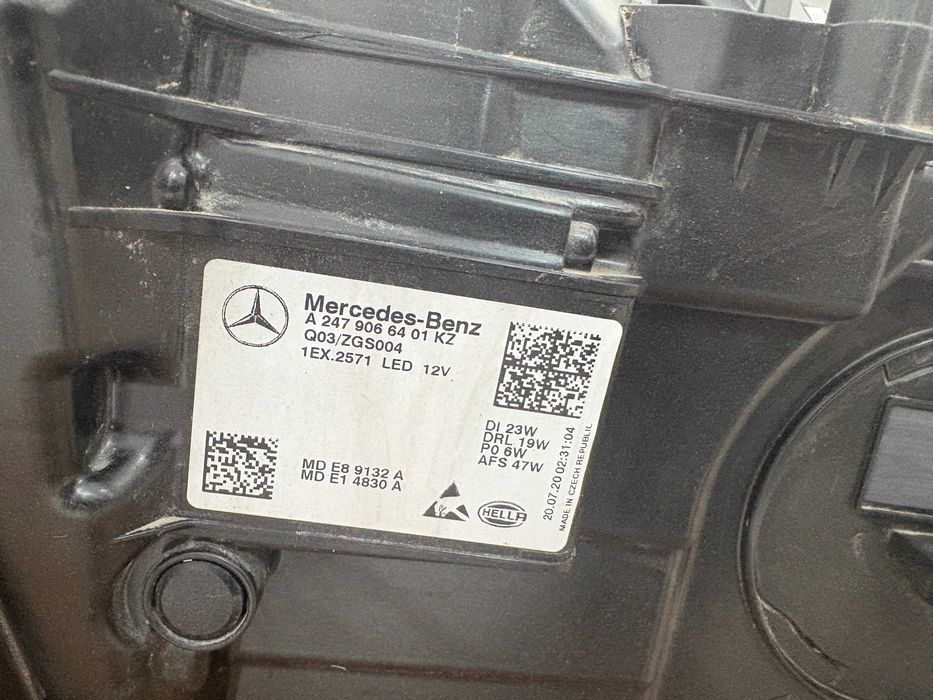 Mercedes-Benz
A 247 906 64 01 KZ
Q03/ZGS004
1EX.2571 LED 12V
DI 23W
DRL 19W
P0 6W
AFS 47W
MD E8 9132 A
MD E1 4830 A
HELLA
20.07.20 02:31:04
MADE IN CZECH REPUBLIC